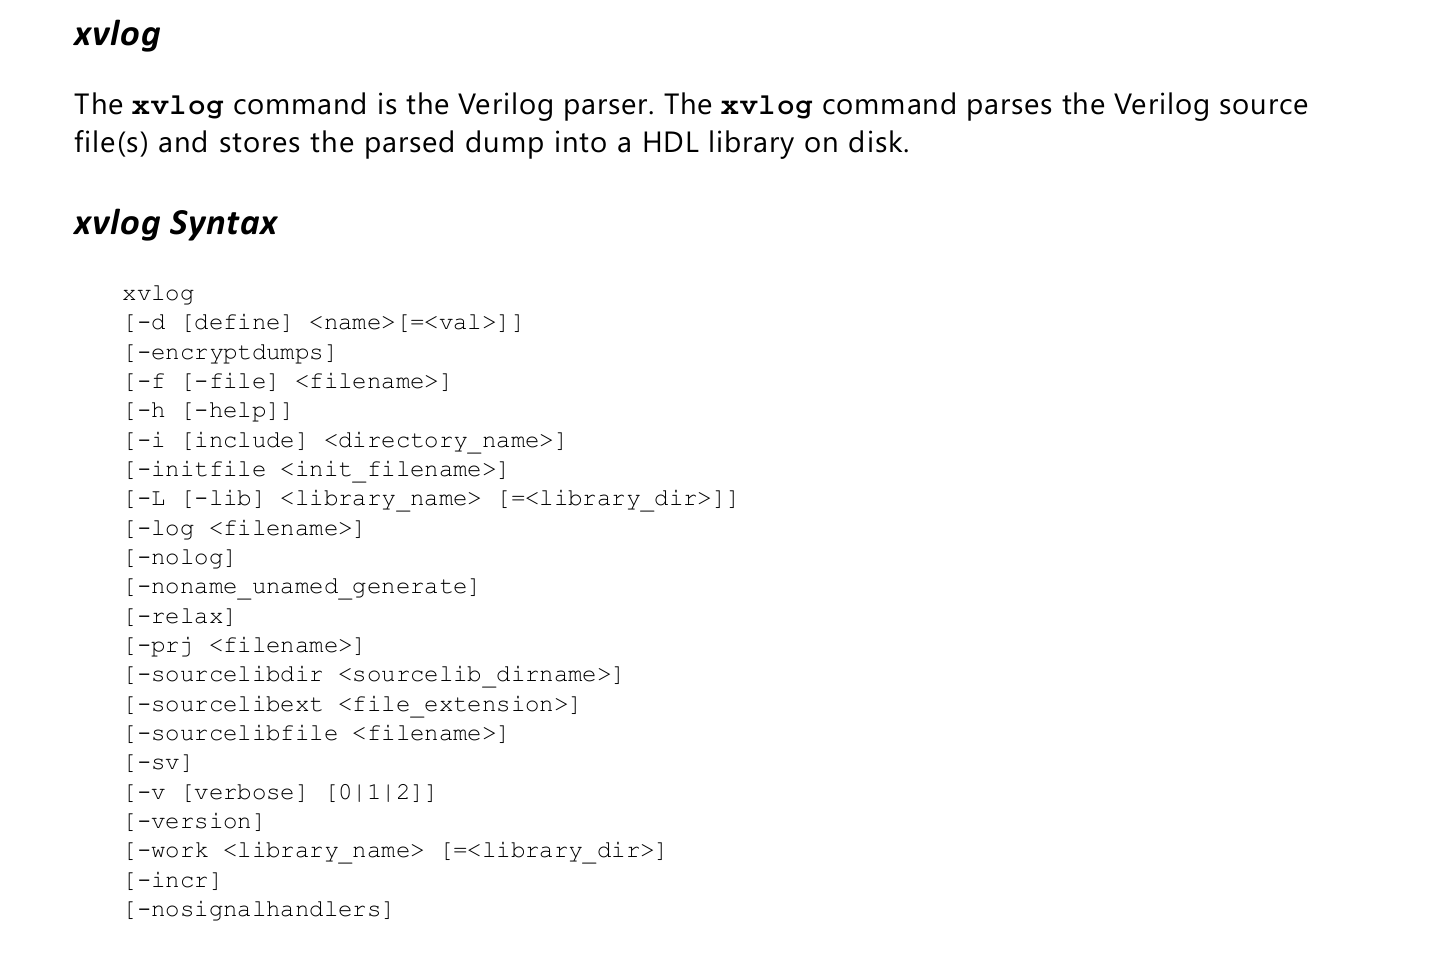 xvlog
The xvlog command is the Verilog parser. The xvlog command parses the Verilog source
file(s) and stores the parsed dump into a HDL library on disk.
xvlog Syntax
xvlog
[-d [define] <name>[=<val>]]
[-encryptdumps]
[-f [-file] <filename>]
[-h [-help]]
[-i [include] <directory_name>]
[-initfile <init_filename>]
[-L [-lib] <library_name> [=<library_dir>]]
[-log <filename>]
[-nolog]
[-noname_unamed_generate]
[-relax]
[-prj <filename>]
[-sourcelibdir <sourcelib_dirname>]
[-sourcelibext <file_extension>]
[-sourcelibfile <filename>]
[-sv]
[-v [verbose] [0|1|2]]
[-version]
[-work <library_name> [=<library_dir>]
[-incr]
[-nosignalhandlers]